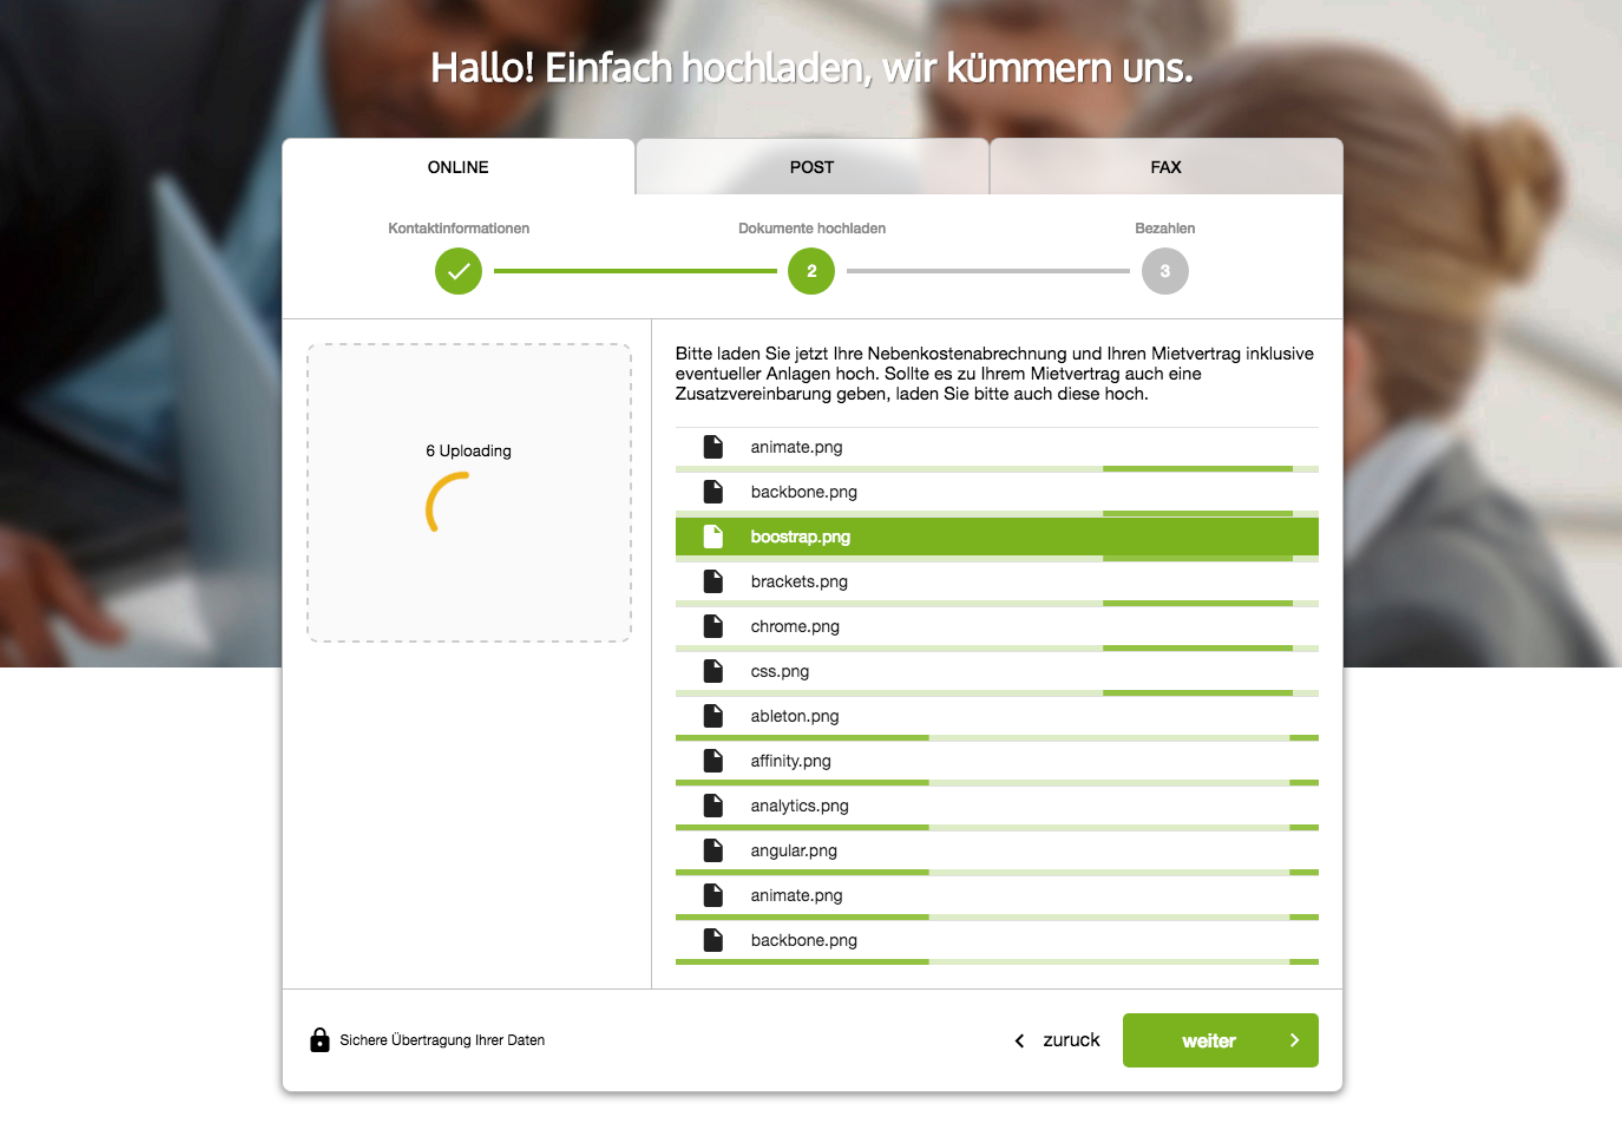 Hallo! Einfach hochladen, wir kümmern uns.
ONLINE
POST
FAX
Kontaktinformationen
Dokumente hochladen
Bezahlen
2
3
6 Uploading
Bitte laden Sie jetzt Ihre Nebenkostenabrechnung und Ihren Mietvertrag inklusive
eventueller Anlagen hoch. Sollte es zu Ihrem Mietvertrag auch eine
Zusatzvereinbarung geben, laden Sie bitte auch diese hoch.
animate.png
backbone.png
boostrap.png
brackets.png
chrome.png
css.png
ableton.png
affinity.png
analytics.png
angular.png
animate.png
backbone.png
Sichere Übertragung Ihrer Daten
zuruck
weiter